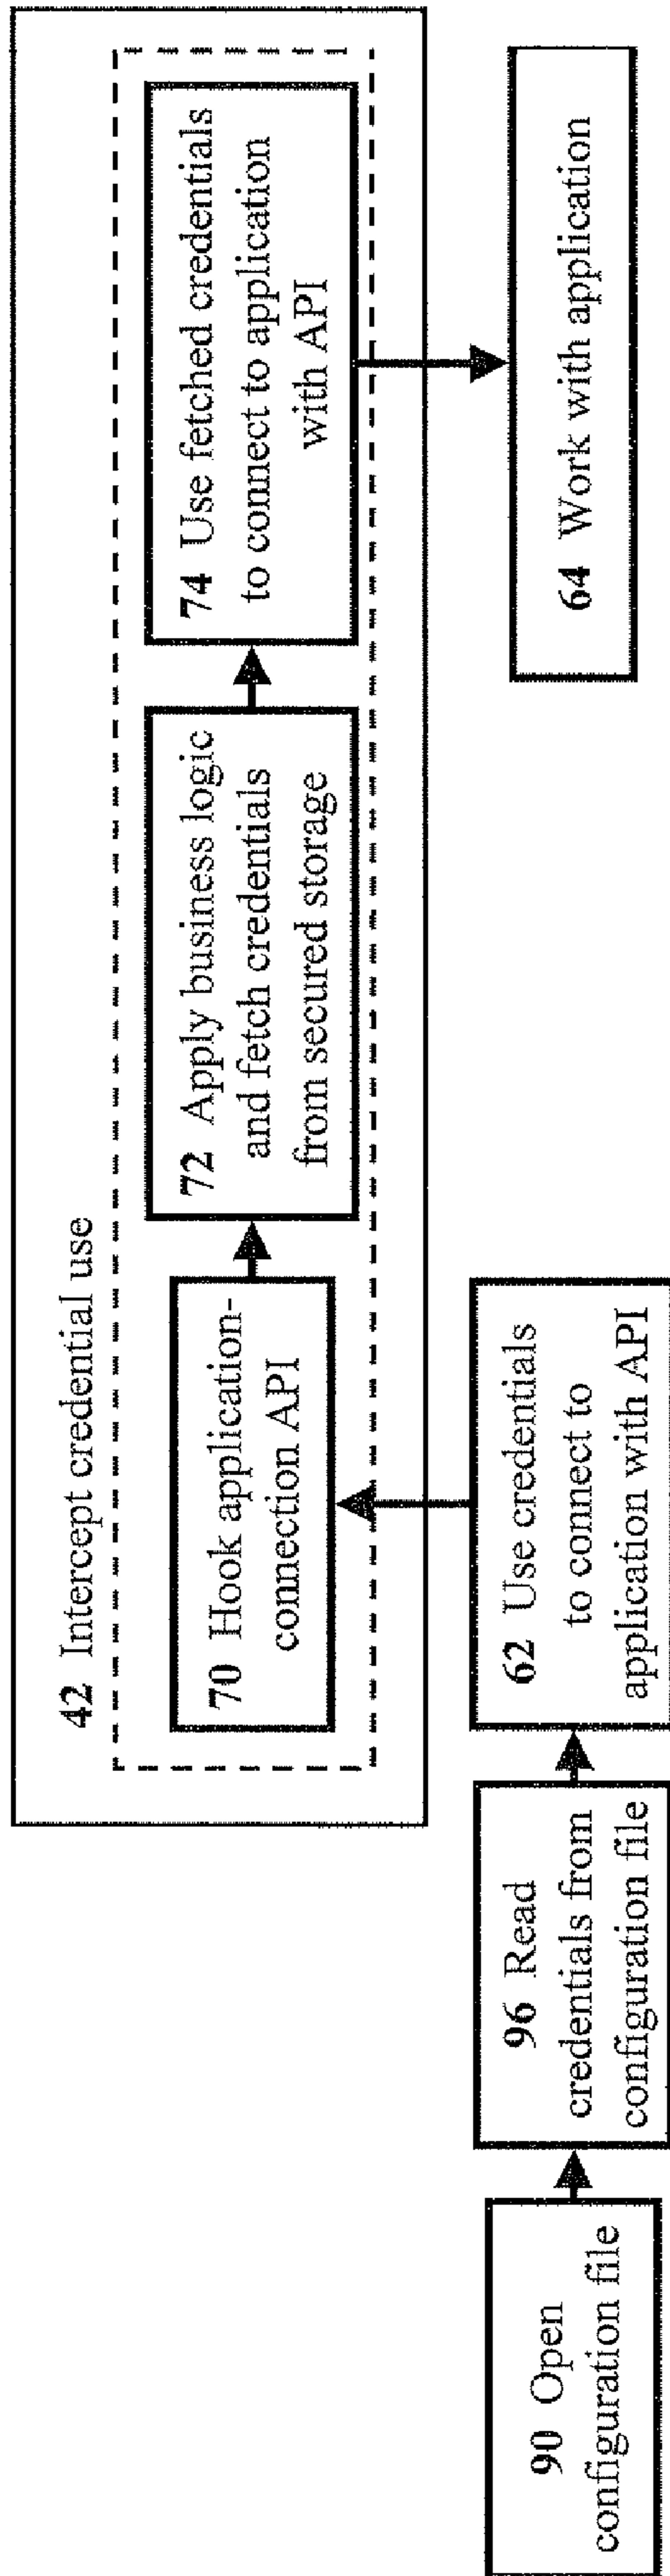 42 Intercept credential use
70 Hook application-
connection API
72 Apply business logic
and fetch credentials
from secured storage
74 Use fetched credentials
to connect to application
with API
90 Open
configuration file
96 Read
credentials from
configuration file
62 Use credentials
to connect to
application with API
64 Work with application